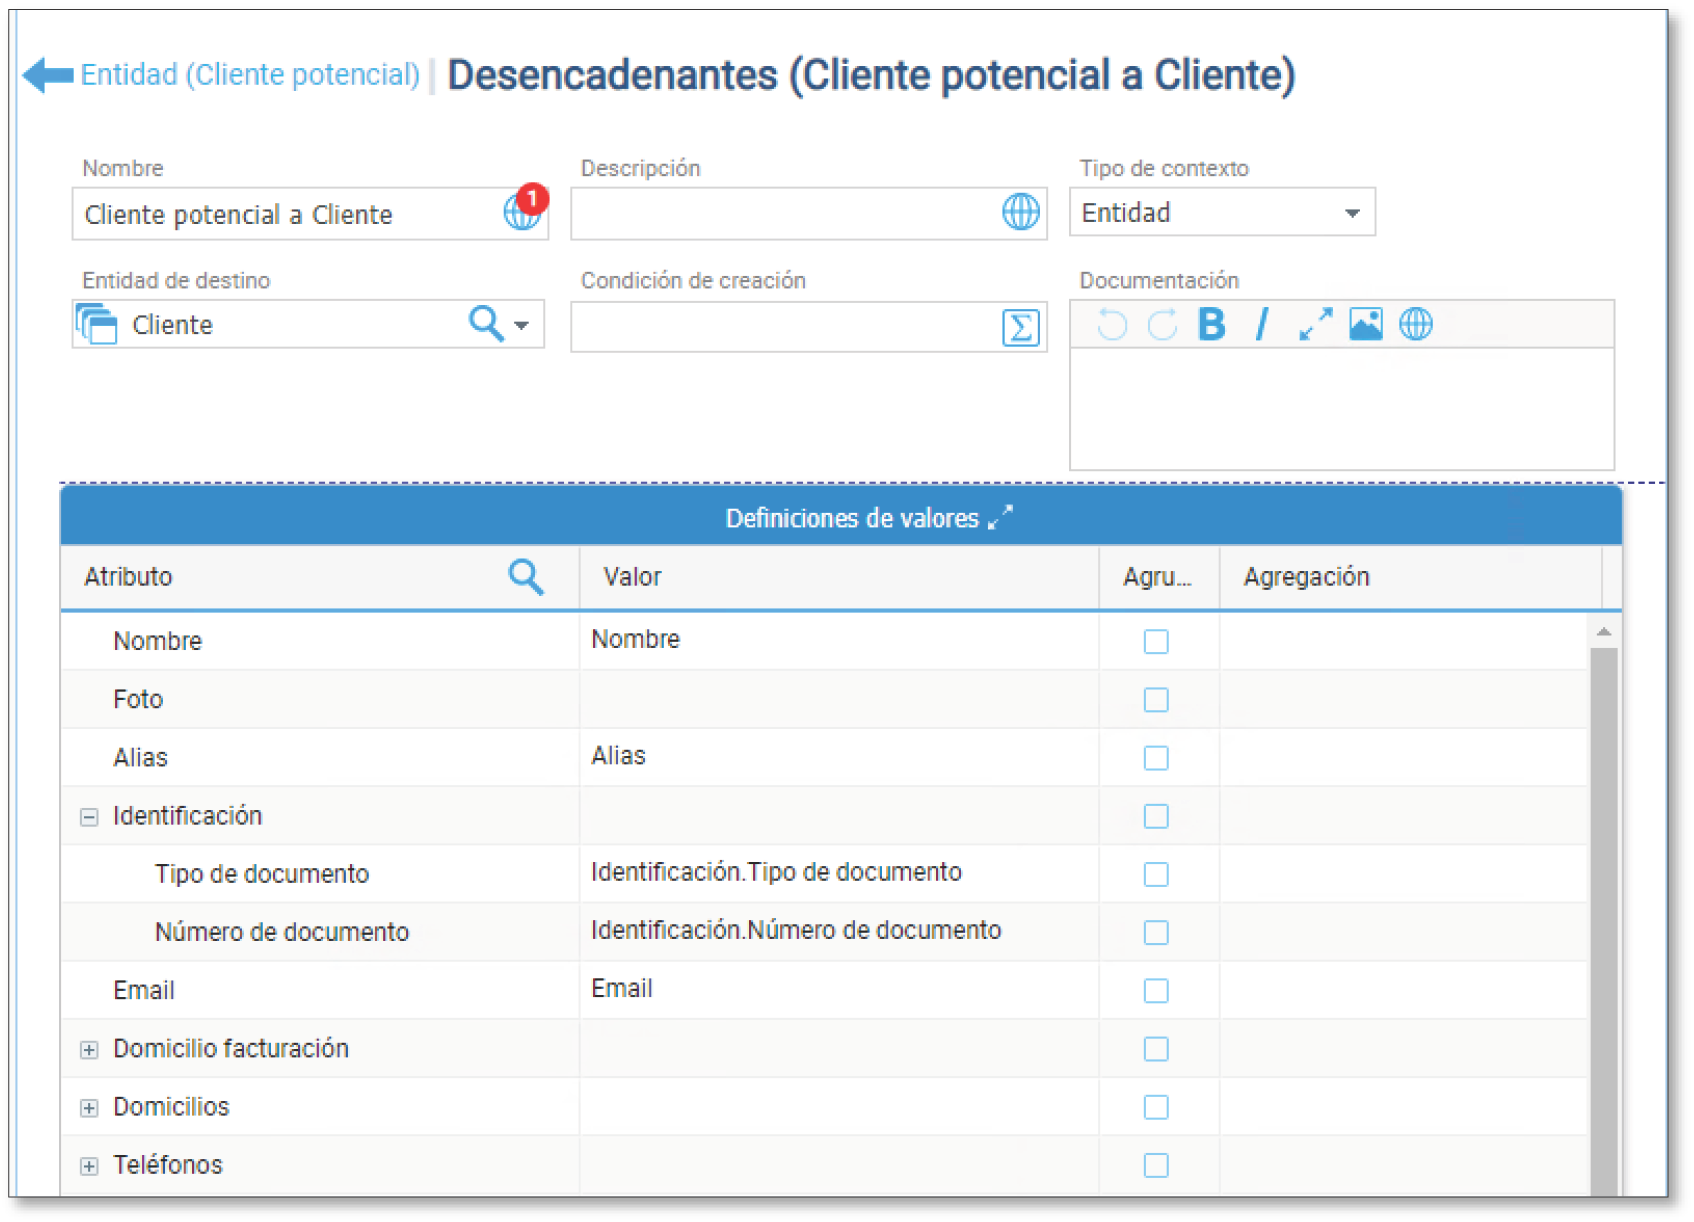 Entidad (Cliente potencial) Desencadenantes (Cliente potencial a Cliente)
Nombre Descripción Tipo de contexto
Cliente potencial a Cliente 1 Entidad
Entidad de destino Condición de creación Documentación
Cliente Σ B I
Definiciones de valores
Atributo Valor Agru... Agregación
Nombre Nombre
Foto
Alias Alias
Identificación
Tipo de documento Identificación.Tipo de documento
Número de documento Identificación.Número de documento
Email Email
Domicilio facturación
Domicilios
Teléfonos